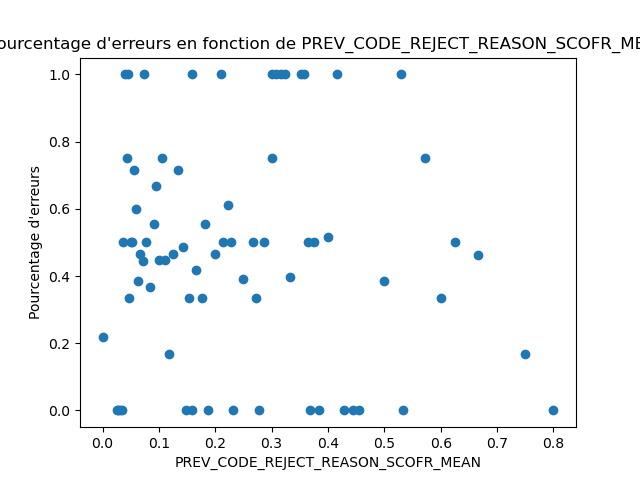 ourcentage d'erreurs en fonction de PREV_CODE_REJECT_REASON_SCOFR_ME
1.0
0.8
0.6
0.4
0.2
0.0
Pourcentage d'erreurs
0.0 0.1 0.2 0.3 0.4 0.5 0.6 0.7 0.8
PREV_CODE_REJECT_REASON_SCOFR_MEAN